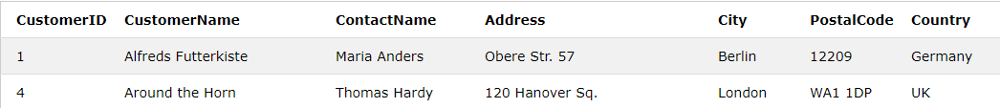 CustomerID CustomerName ContactName Address City PostalCode Country
1 Alfreds Futterkiste Maria Anders Obere Str. 57 Berlin 12209 Germany
4 Around the Horn Thomas Hardy 120 Hanover Sq. London WA1 1DP UK